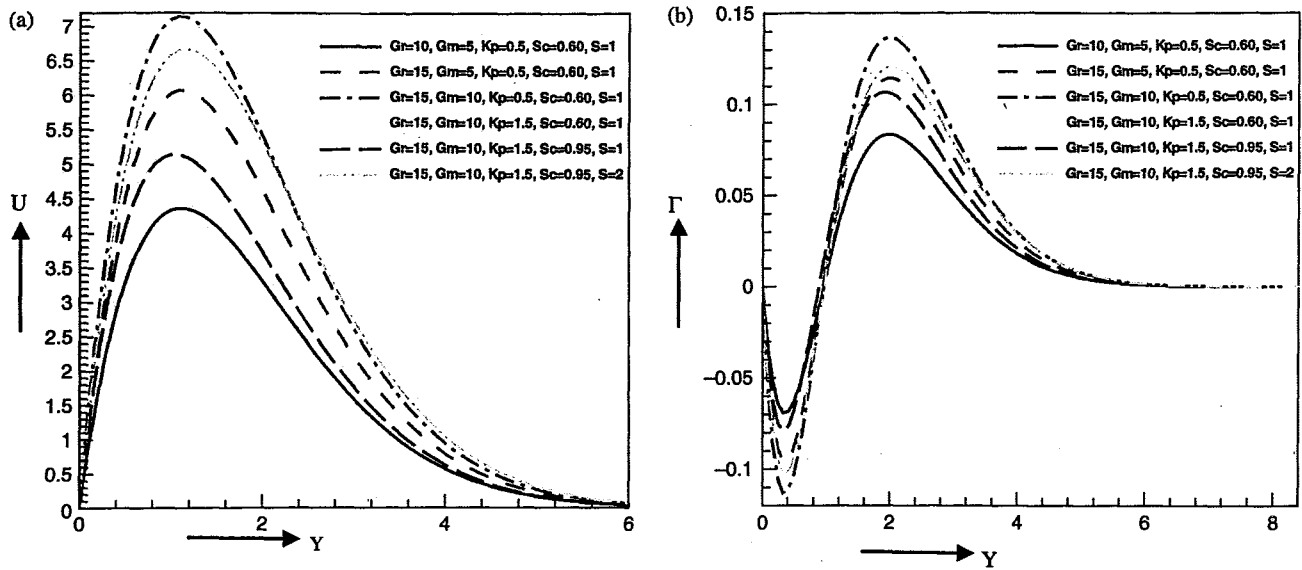 (a)
7
6.5
6
5.5
5
4.5
4
3.5
3
2.5
2
1.5
1
0.5
0
U
Gr=10, Gm=5, Kp=0.5, Sc=0.60, S=1
Gr=15, Gm=5, Kp=0.5, Sc=0.60, S=1
Gr=15, Gm=10, Kp=0.5, Sc=0.60, S=1
Gr=15, Gm=10, Kp=1.5, Sc=0.60, S=1
Gr=15, Gm=10, Kp=1.5, Sc=0.95, S=1
Gr=15, Gm=10, Kp=1.5, Sc=0.95, S=2
0 2 4 6
Y
(b)
0.15
0.1
0.05
0
−0.05
−0.1
Γ
Gr=10, Gm=5, Kp=0.5, Sc=0.60, S=1
Gr=15, Gm=5, Kp=0.5, Sc=0.60, S=1
Gr=15, Gm=10, Kp=0.5, Sc=0.60, S=1
Gr=15, Gm=10, Kp=1.5, Sc=0.60, S=1
Gr=15, Gm=10, Kp=1.5, Sc=0.95, S=1
Gr=15, Gm=10, Kp=1.5, Sc=0.95, S=2
0 2 4 6 8
Y